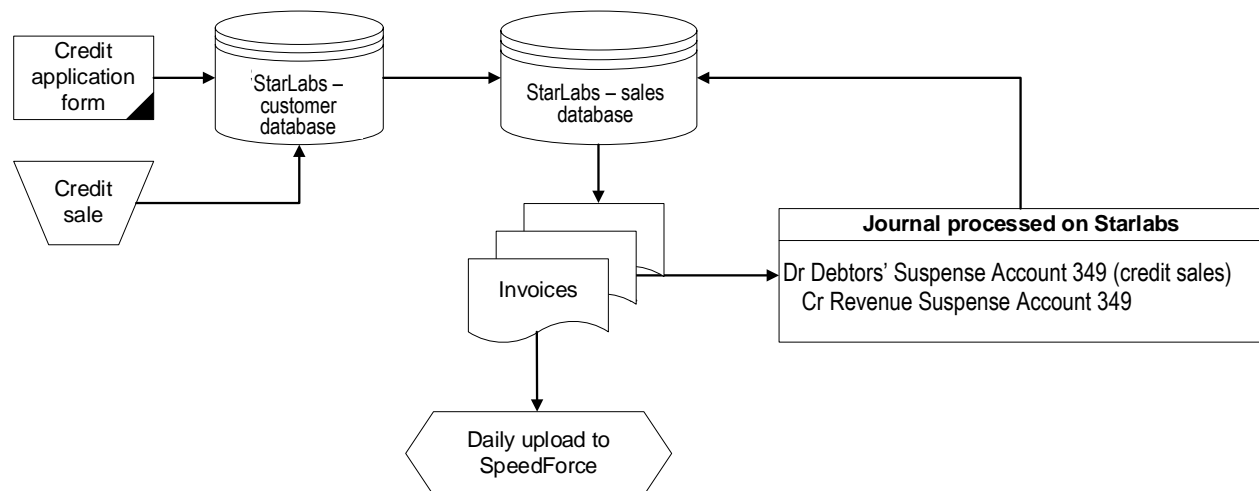 Credit
application
form
StarLabs –
customer
database
StarLabs – sales
database
Credit
sale
Invoices
Journal processed on Starlabs
Dr Debtors’ Suspense Account 349 (credit sales)
Cr Revenue Suspense Account 349
Daily upload to
SpeedForce